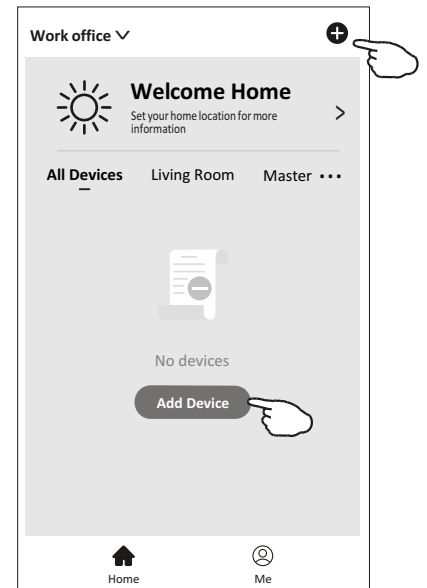 Work office
Welcome Home
Set your home location for more
information
All Devices
Living Room
Master
No devices
Add Device
Home
Me